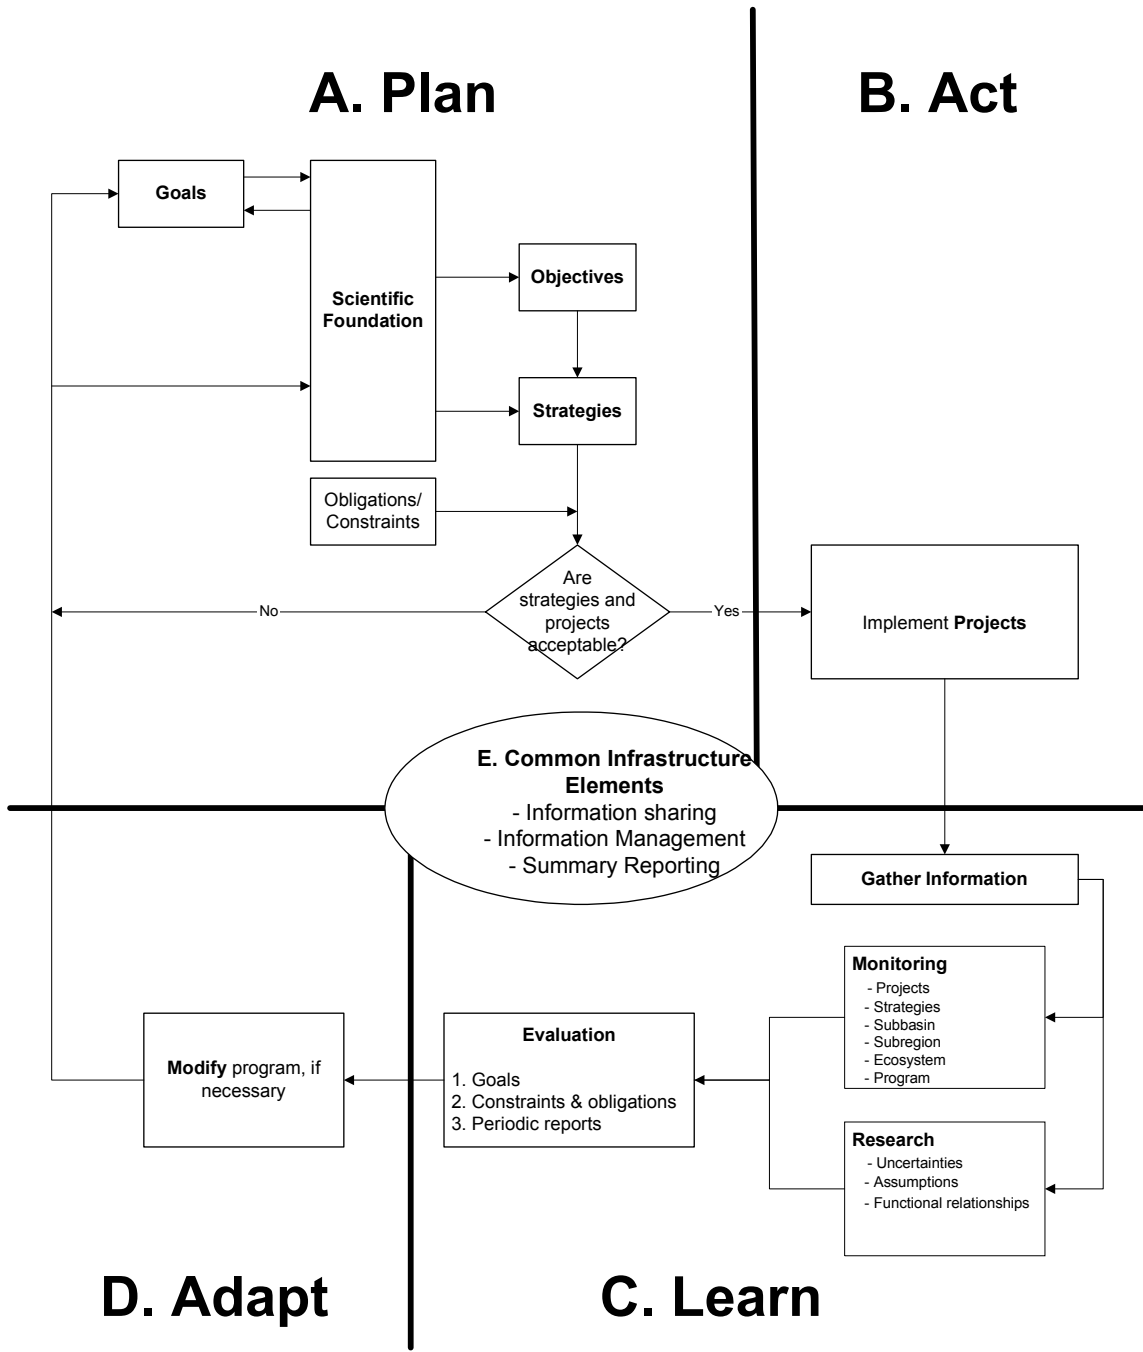 A. Plan
B. Act
Goals
Scientific
Foundation
Objectives
Strategies
Obligations/
Constraints
Are
strategies and
projects
acceptable?
No
Yes
Implement Projects
E. Common Infrastructure
Elements
- Information sharing
- Information Management
- Summary Reporting
Gather Information
Monitoring
- Projects
- Strategies
- Subbasin
- Subregion
- Ecosystem
- Program
Research
- Uncertainties
- Assumptions
- Functional relationships
Evaluation
1. Goals
2. Constraints & obligations
3. Periodic reports
Modify program, if
necessary
D. Adapt
C. Learn